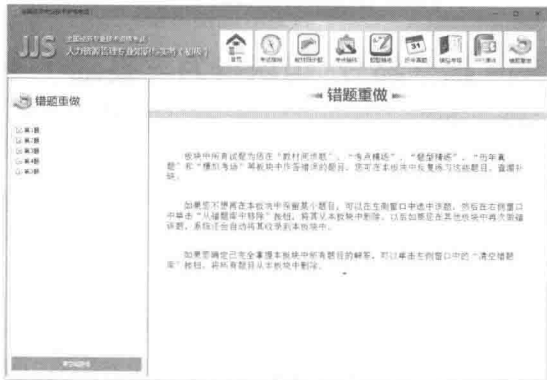 JJS
全国经济专业技术资格考试
人力资源管理专业知识与实务（初级）
首页
错题重做
错题重做
第1题
第2题
第3题
第4题
第5题
错题重做
板块中所有试题为您在“教材同步题”、“考点精练”、“题型精练”、“历年真
题”和“模拟考场”等板块中作答错误的题目，您可在本板块中反复练习这些题目，查漏补
缺。
如果您不想再在本板块中保留某个题目，可以在左侧窗口中选中该题，然后在右侧窗口
中单击“从错题库中移除”按钮，将其从本板块中删除。以后如果您在其他板块中再次做错
该题，系统还会自动将其收录到本板块中。
如果您确定已完全掌握本板块中所有题目的解答，可以单击左侧窗口中的“清空错题
库”按钮，将所有题目从本板块中删除。
清空错题库